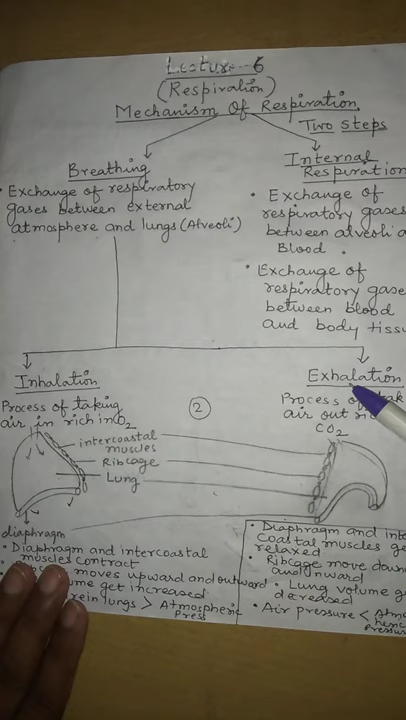 Lecture-6
(Respiration)
Mechanism Of Respiration
Two steps
Breathing
• Exchange of respiratory
gases between external
atmosphere and lungs (Alveoli)
Internal
Respiration
• Exchange of
respiratory gases
between alveoli
Blood.
• Exchange of
respiratory gase
between blood
and body tissu
Inhalation
Process of taking
air in rich in O2
intercoastal
muscles
Ribcage
Lung
diaphragm
• Diaphragm and intercoastal
muscles contract
moves upward and outward
ume get increased
re in lungs > Atmospheric
Press
2
Exhalation
Process of
air out
CO2
• Diaphragm and inte
coastal muscles ge
relaxed
• Ribcage move down
and inward
• Lung volume g
decreased
• Air pressure < Atmo